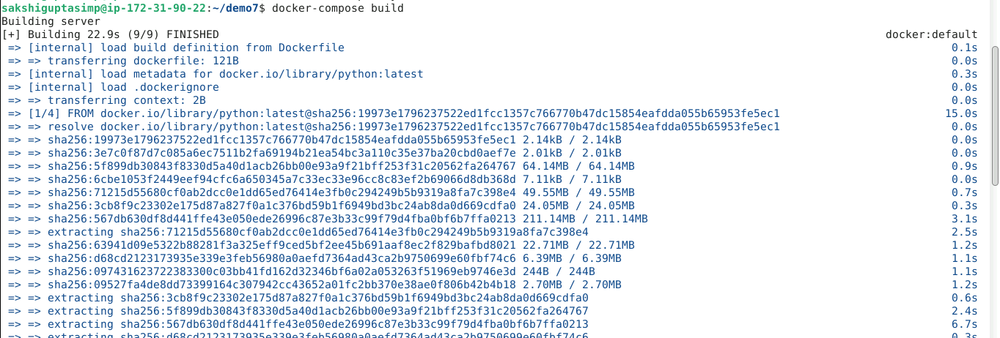 sakshiguptasimp@ip-172-31-90-22:~/demo7$ docker-compose build
Building server
[+] Building 22.9s (9/9) FINISHED docker:default
=> [internal] load build definition from Dockerfile 0.1s
=> => transferring dockerfile: 121B 0.0s
=> [internal] load metadata for docker.io/library/python:latest 0.3s
=> [internal] load .dockerignore 0.0s
=> => transferring context: 2B 0.0s
=> [1/4] FROM docker.io/library/python:latest@sha256:19973e1796237522ed1fcc1357c766770b47dc15854eafdda055b65953fe5ec1 15.0s
=> => resolve docker.io/library/python:latest@sha256:19973e1796237522ed1fcc1357c766770b47dc15854eafdda055b65953fe5ec1 0.0s
=> => sha256:19973e1796237522ed1fcc1357c766770b47dc15854eafdda055b65953fe5ec1 2.14kB / 2.14kB 0.0s
=> => sha256:3e7c0f87d7c085a6ec7511b2fa69194b21ea54bc3a110c35e37ba20cbd0aef7e 2.01kB / 2.01kB 0.0s
=> => sha256:5f899db30843f8330d5a40d1acb26bb00e93a9f21bff253f31c20562fa264767 64.14MB / 64.14MB 0.9s
=> => sha256:6cbe1053f2449eef94cfc6a650345a7c33ec33e96cc8c83ef2b69066d8db368d 7.11kB / 7.11kB 0.0s
=> => sha256:71215d55680cf0ab2dcc0e1dd65ed76414e3fb0c294249b5b9319a8fa7c398e4 49.55MB / 49.55MB 0.7s
=> => sha256:3cb8f9c23302e175d87a827f0a1c376bd59b1f6949bd3bc24ab8da0d669cdfa0 24.05MB / 24.05MB 0.3s
=> => sha256:567db630df8d441ffe43e050ede26996c87e3b33c99f79d4fba0bf6b7ffa0213 211.14MB / 211.14MB 3.1s
=> => extracting sha256:71215d55680cf0ab2dcc0e1dd65ed76414e3fb0c294249b5b9319a8fa7c398e4 2.5s
=> => sha256:63941d09e5322b88281f3a325eff9ced5bf2ee45b691aaf8ec2f829bafbd8021 22.71MB / 22.71MB 1.2s
=> => sha256:d68cd2123173935e339e3feb56980a0aefd7364ad43ca2b9750699e60fbf74c6 6.39MB / 6.39MB 1.1s
=> => sha256:097431623722383300c03bb41fd162d32346bf6a02a053263f51969eb9746e3d 244B / 244B 1.1s
=> => sha256:09527fa4de8dd73399164c307942cc43652a01fc2bb370e38ae0f806b42b4b18 2.70MB / 2.70MB 1.2s
=> => extracting sha256:3cb8f9c23302e175d87a827f0a1c376bd59b1f6949bd3bc24ab8da0d669cdfa0 0.6s
=> => extracting sha256:5f899db30843f8330d5a40d1acb26bb00e93a9f21bff253f31c20562fa264767 2.4s
=> => extracting sha256:567db630df8d441ffe43e050ede26996c87e3b33c99f79d4fba0bf6b7ffa0213 6.7s
=> => extracting sha256:d68cd2123173935e339e3feb56980a0aefd7364ad43ca2b9750699e60fbf74c6 0.3s